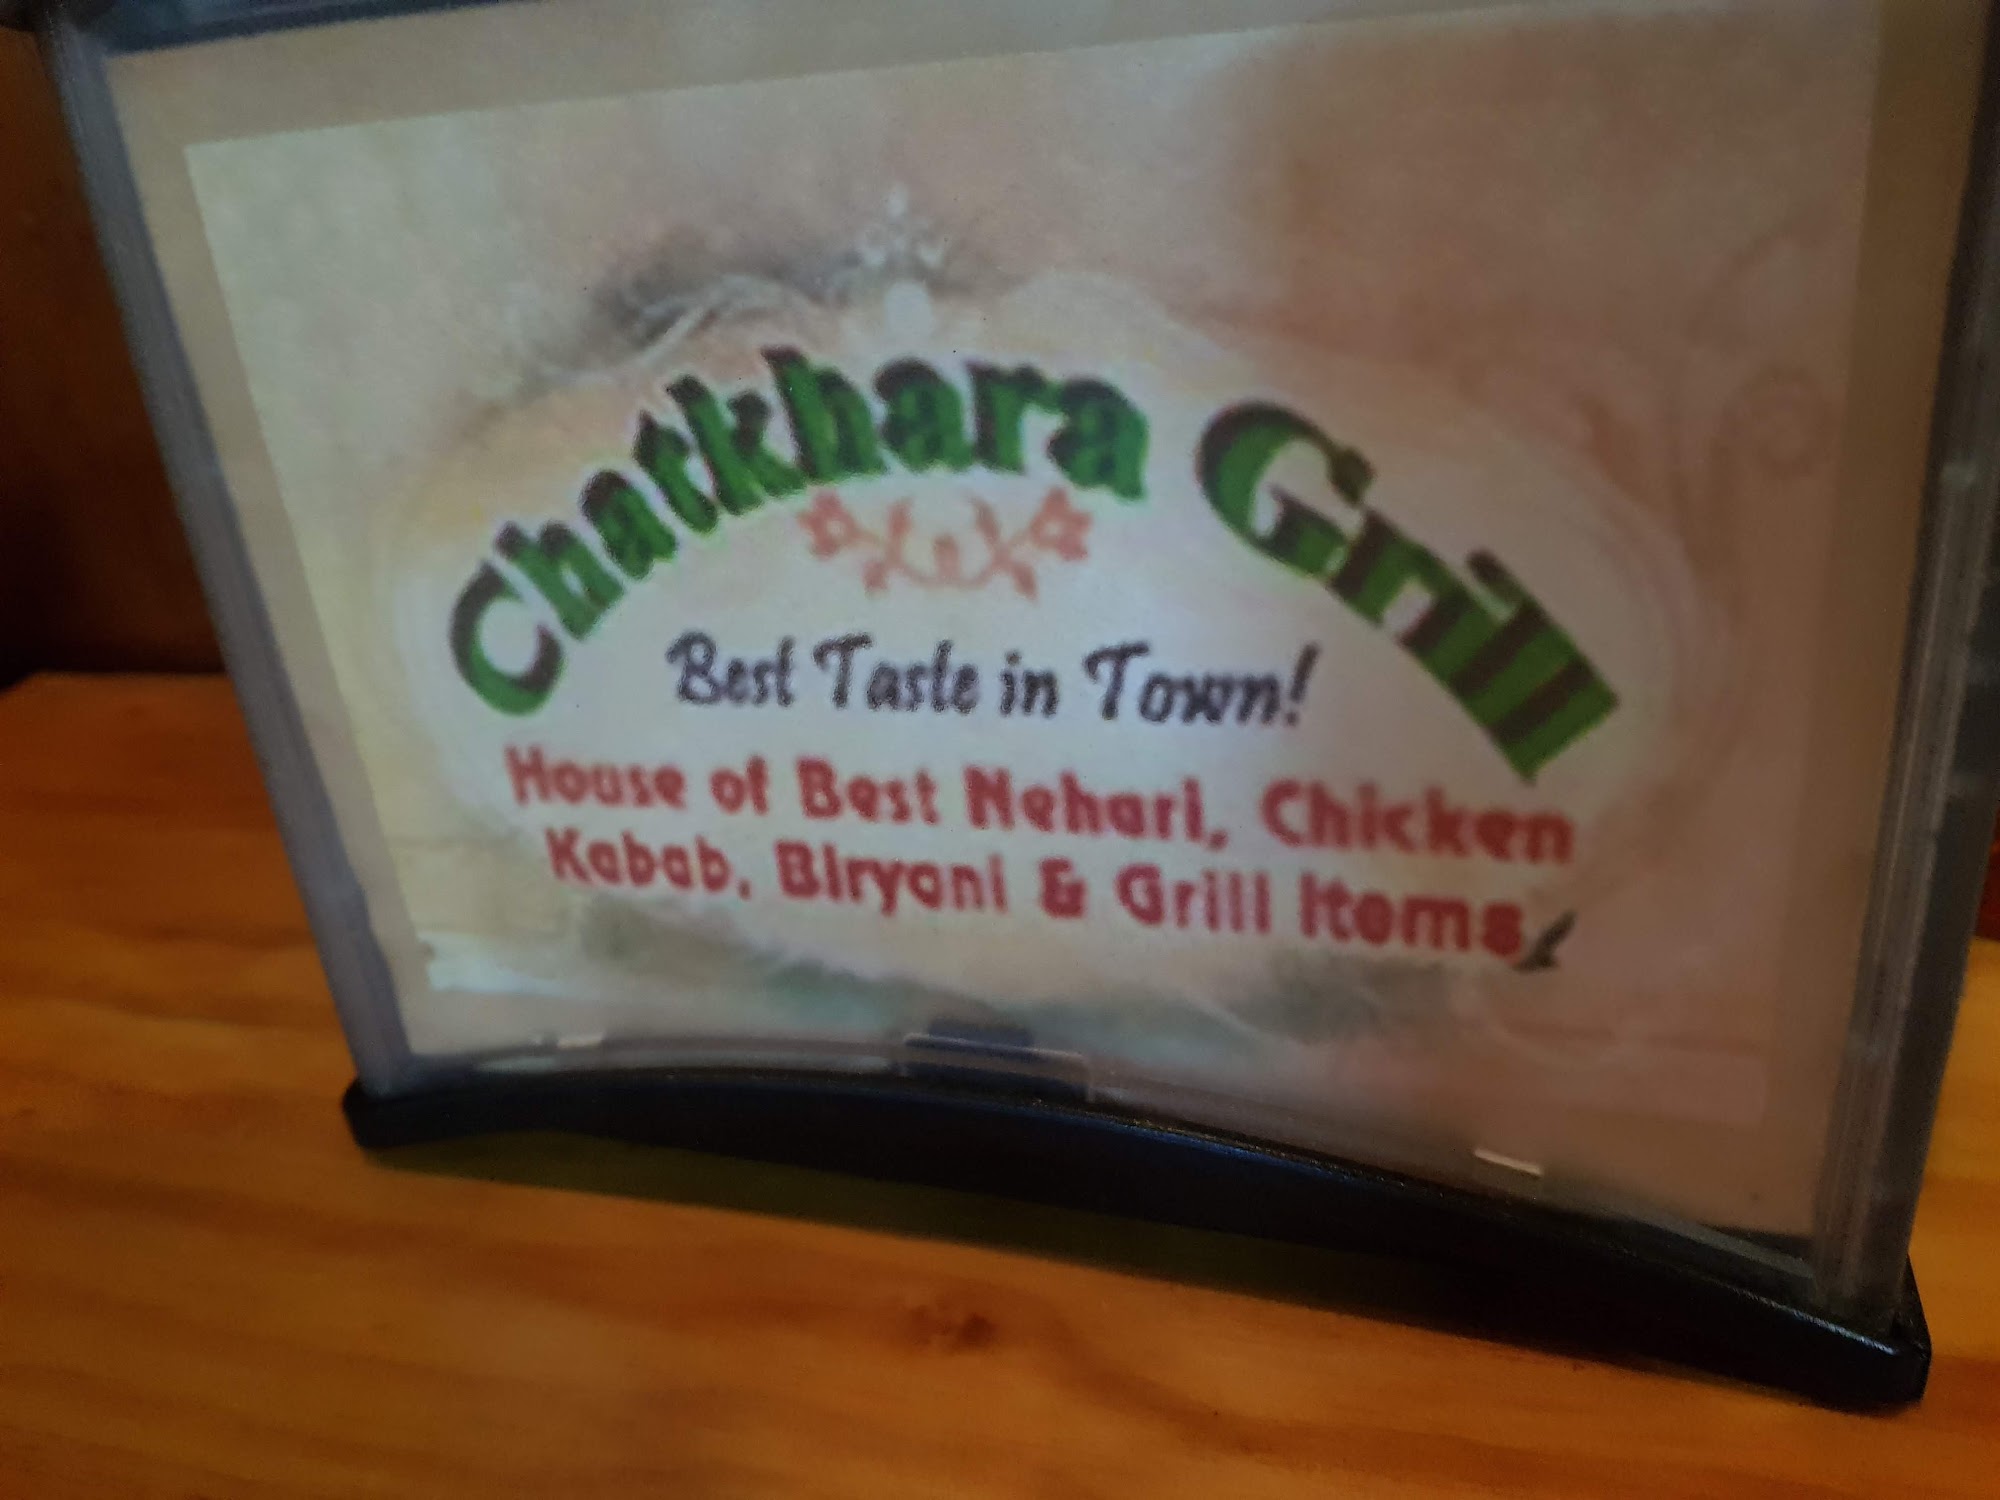 Chatkhara Grill
Best Taste in Town!
House of Best Nehari, Chicken
Kabab, Biryani & Grill Items